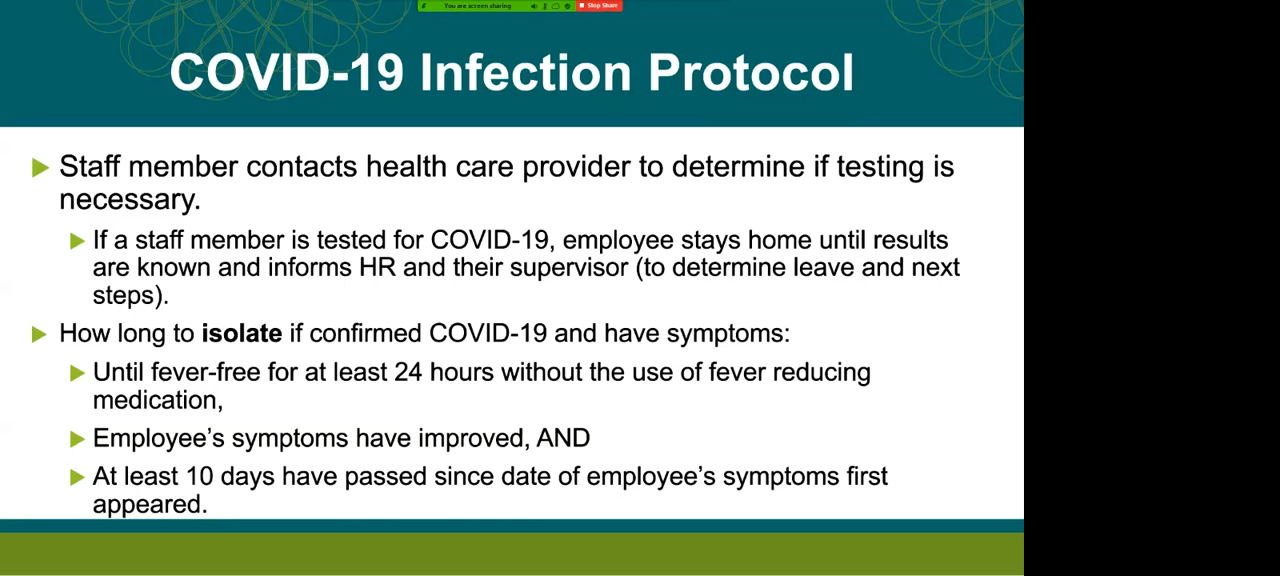 You are screen sharing
Stop Share
COVID-19 Infection Protocol
Staff member contacts health care provider to determine if testing is
necessary.
If a staff member is tested for COVID-19, employee stays home until results
are known and informs HR and their supervisor (to determine leave and next
steps).
How long to isolate if confirmed COVID-19 and have symptoms:
Until fever-free for at least 24 hours without the use of fever reducing
medication,
Employee’s symptoms have improved, AND
At least 10 days have passed since date of employee’s symptoms first
appeared.